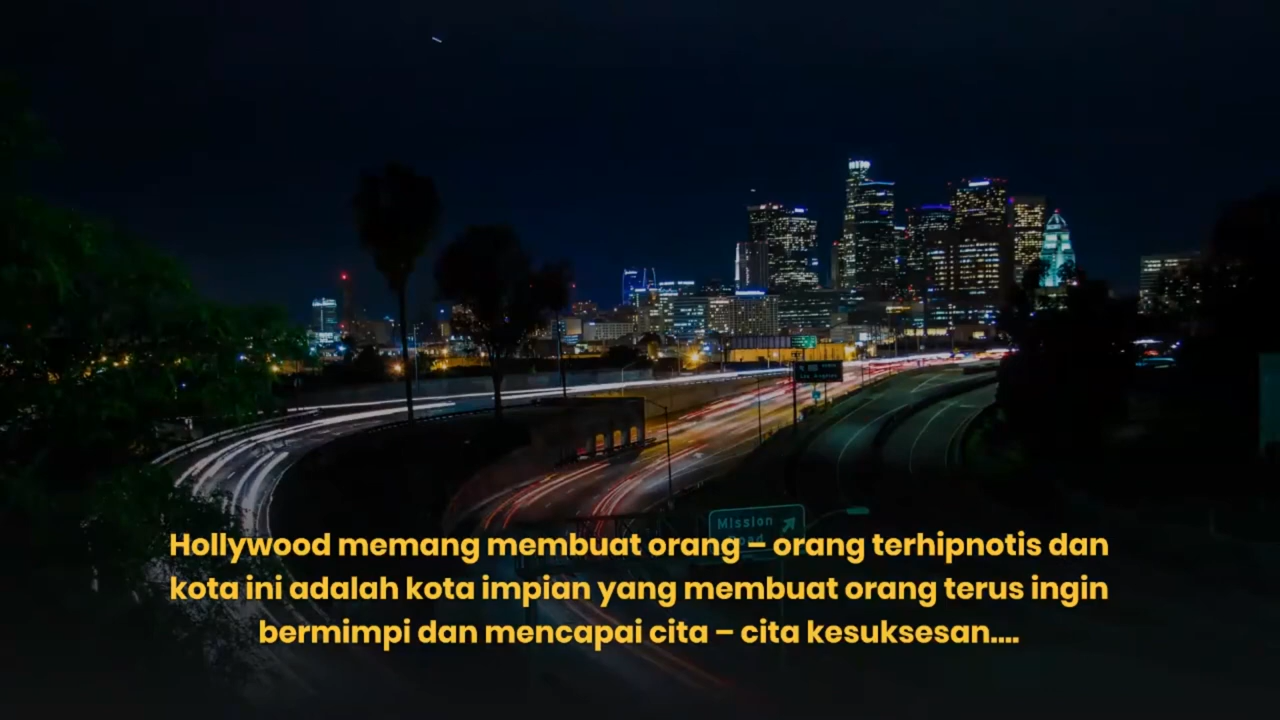 Mission
Hollywood memang membuat orang – orang terhipnotis dan
kota ini adalah kota impian yang membuat orang terus ingin
bermimpi dan mencapai cita – cita kesuksesan....